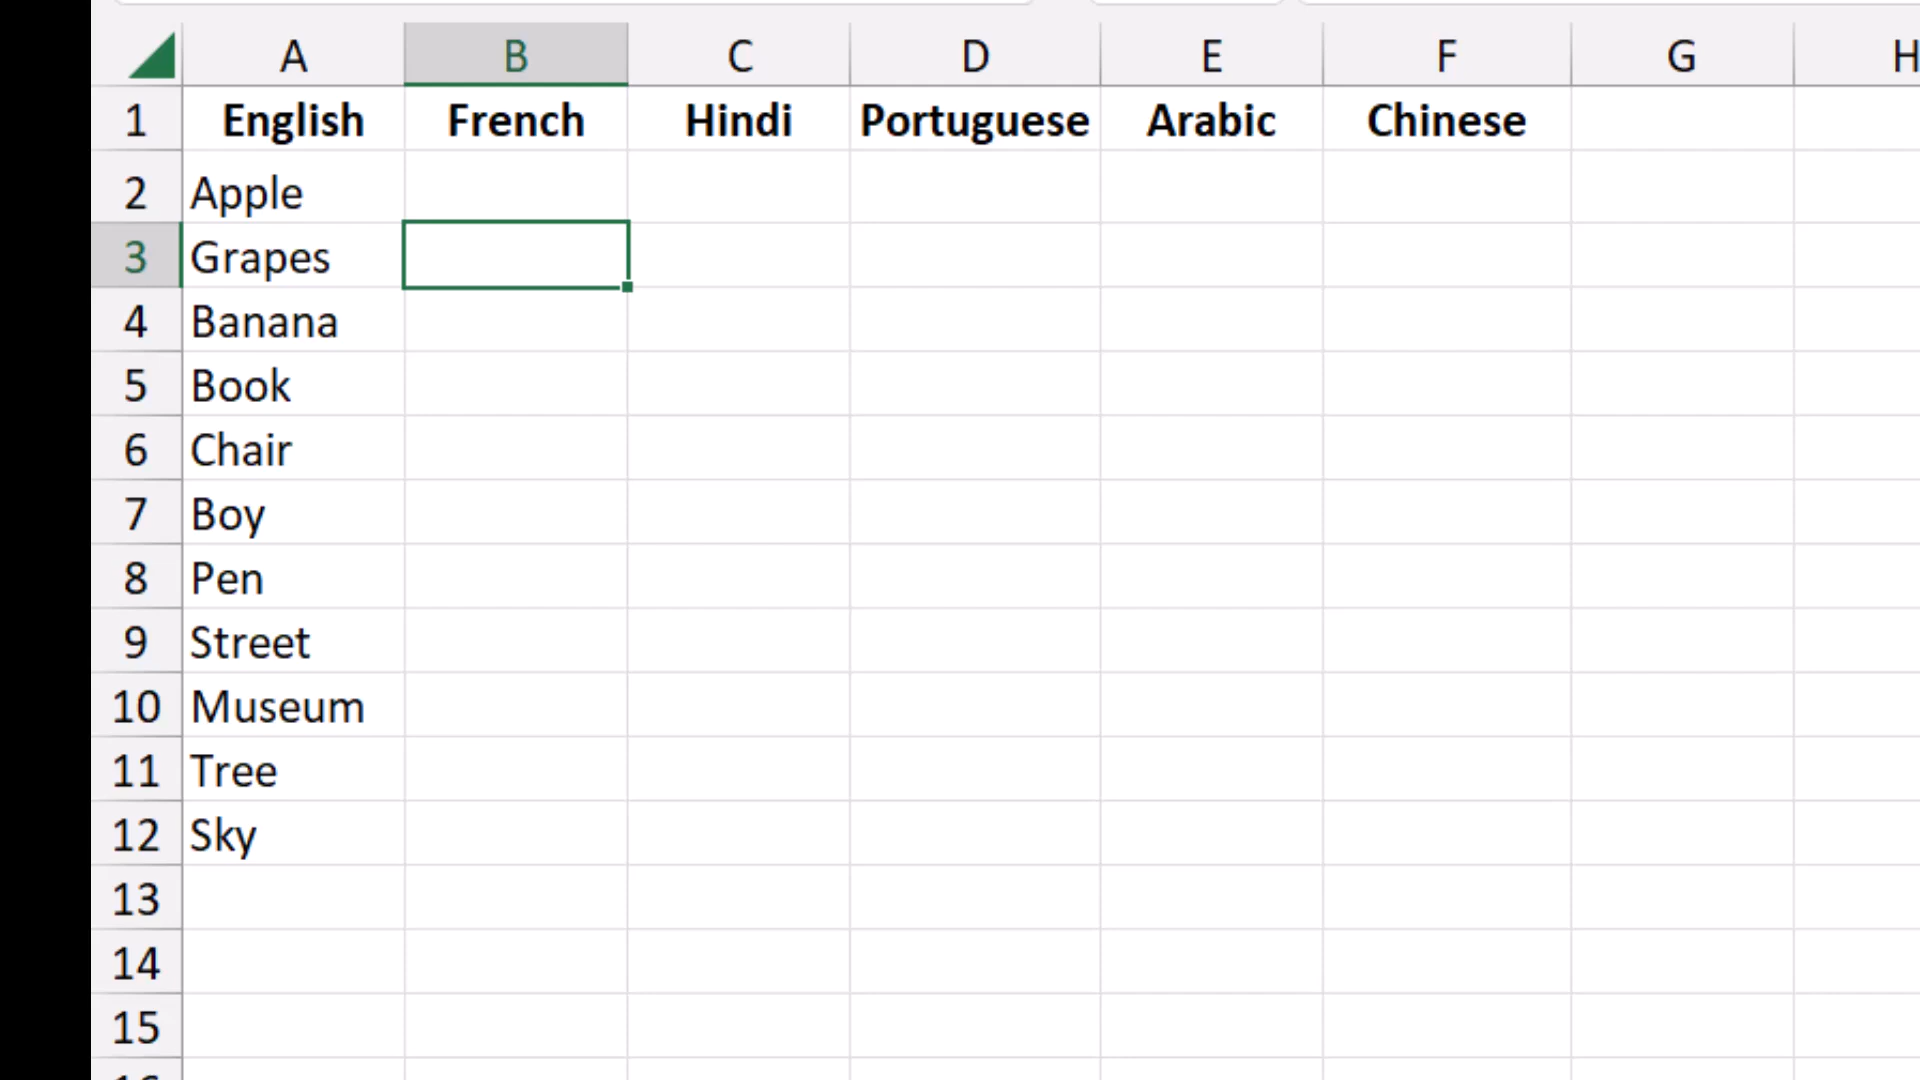 A B C D E F G H
1 English French Hindi Portuguese Arabic Chinese
2 Apple
3 Grapes
4 Banana
5 Book
6 Chair
7 Boy
8 Pen
9 Street
10 Museum
11 Tree
12 Sky
13
14
15